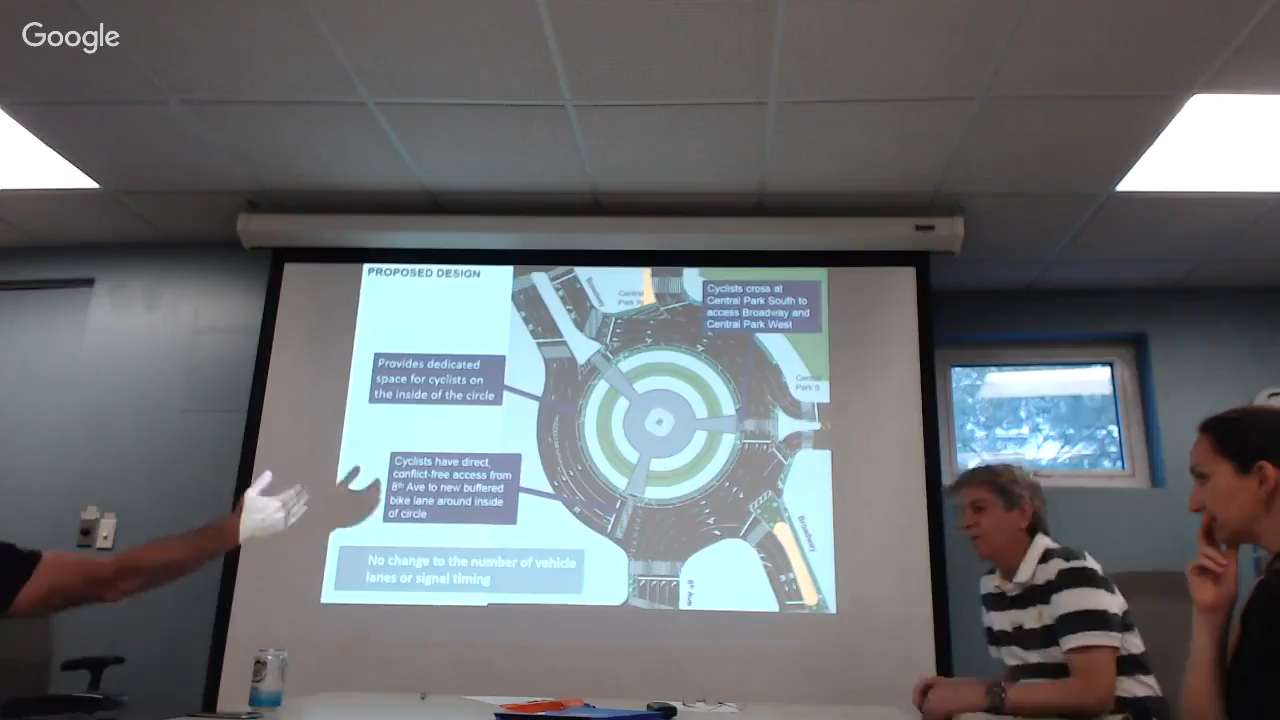 Google
PROPOSED DESIGN
Cyclists cross at
Central Park South to
access Broadway and
Central Park West
Provides dedicated
space for cyclists on
the inside of the circle
Cyclists have direct,
conflict-free access from
8th Ave to new buffered
bike lane around inside
of circle
No change to the number of vehicle
lanes or signal timing
Broadway
Central
Park
Central
Park S
Broadway
8th Ave